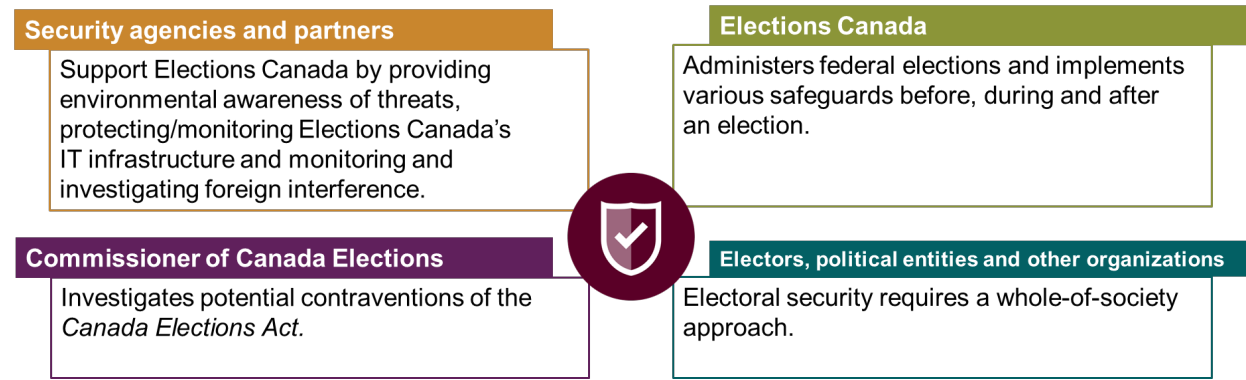 Security agencies and partners
Support Elections Canada by providing
environmental awareness of threats,
protecting/monitoring Elections Canada’s
IT infrastructure and monitoring and
investigating foreign interference.
Elections Canada
Administers federal elections and implements
various safeguards before, during and after
an election.
Commissioner of Canada Elections
Investigates potential contraventions of the
Canada Elections Act.
Electors, political entities and other organizations
Electoral security requires a whole-of-society
approach.